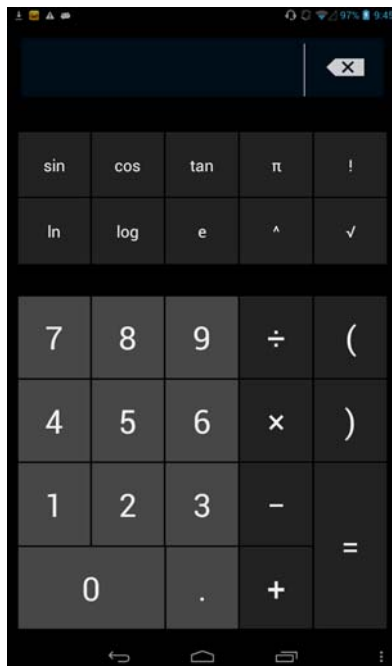 97% 9:45
sin cos tan π !
ln log e ^ √
7 8 9 ÷ (
4 5 6 × )
1 2 3 −
=
0 . +